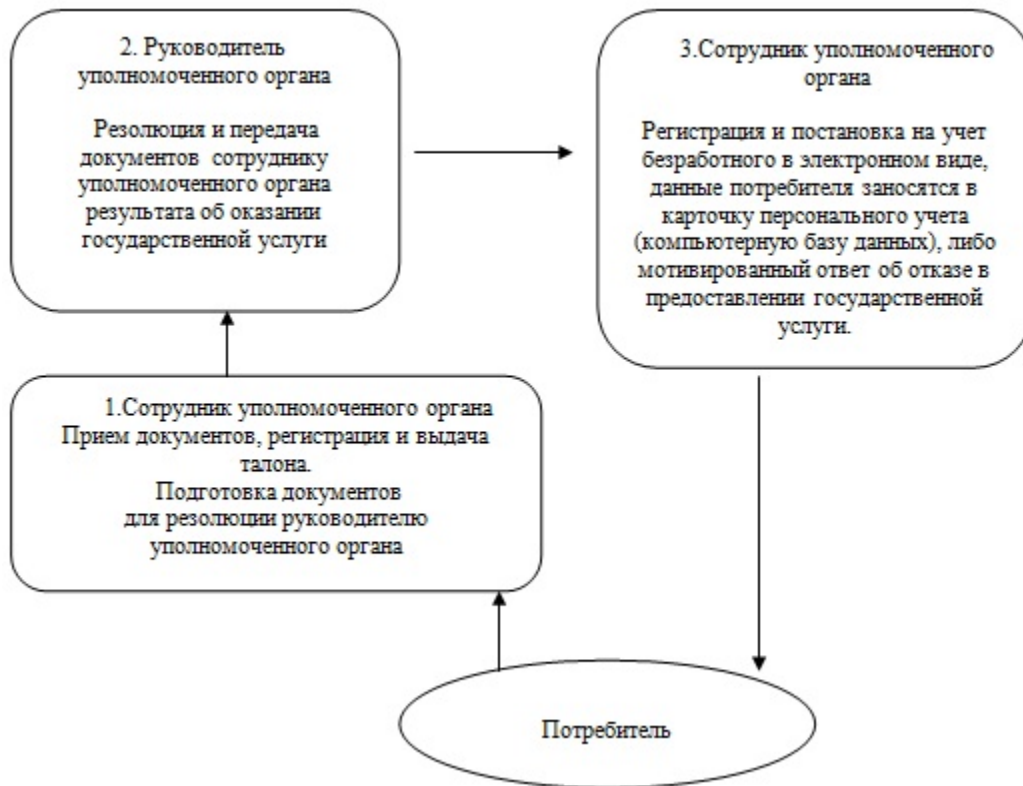 2. Руководитель
уполномоченного органа
Резолюция и передача
документов сотруднику
уполномоченного органа
результата об оказании
государственной услуги
3.Сотрудник уполномоченного
органа
Регистрация и постановка на учет
безработного в электронном виде,
данные потребителя заносятся в
карточку персонального учета
(компьютерную базу данных), либо
мотивированный ответ об отказе в
предоставлении государственной
услуги.
1.Сотрудник уполномоченного органа
Прием документов, регистрация и выдача
талона.
Подготовка документов
для резолюции руководителю
уполномоченного органа
Потребитель